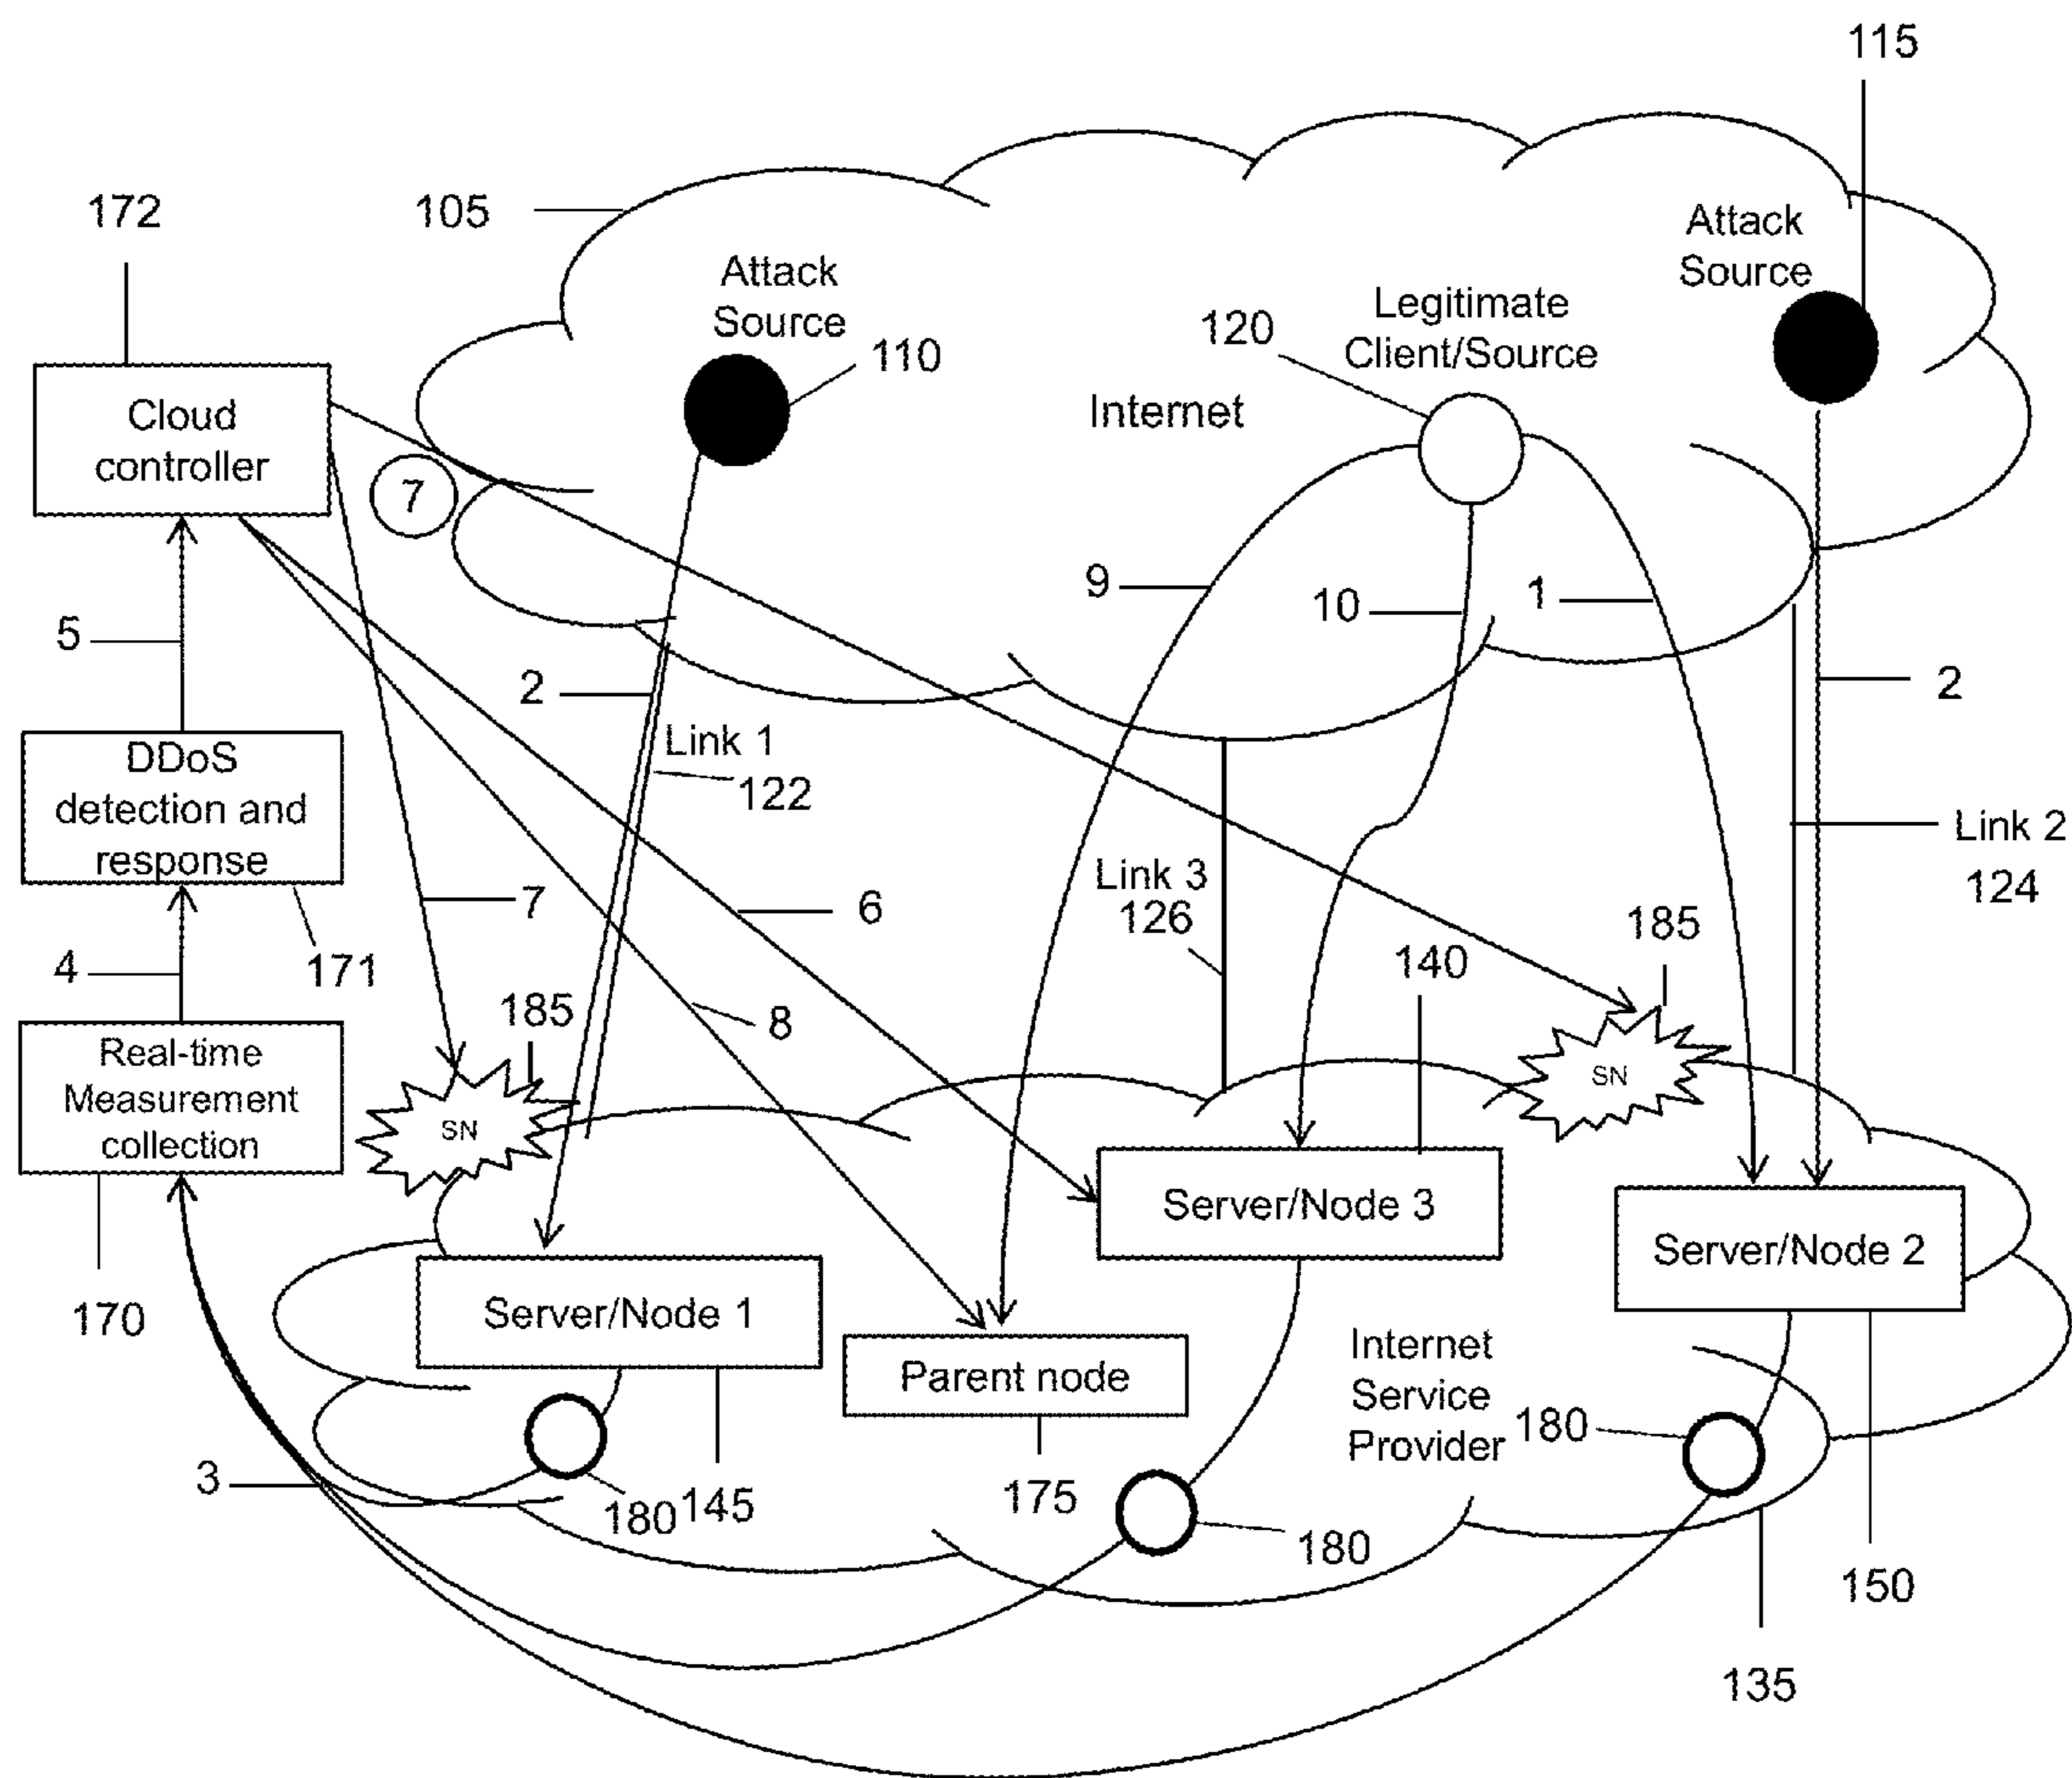 115
172
105
Attack
Source
Attack
Source
110
120
Legitimate
Client/Source
Internet
Cloud
controller
7
9
10
1
5
2
2
Link 1
122
DDoS
detection and
response
171
Link 2
124
Link 3
126
7
6
4
8
185
185
140
SN
SN
Real-time
Measurement
collection
170
Server/Node 3
Server/Node 2
Server/Node 1
Parent node
Internet
Service
Provider
180
3
180
145
175
180
150
135